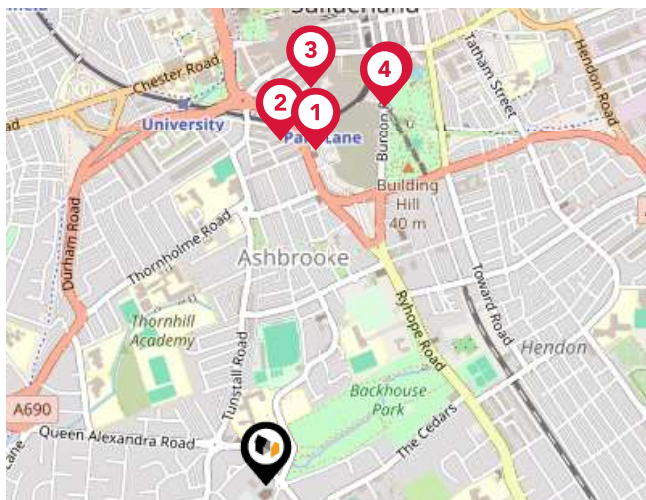 Sunderland
Chester Road
3
4
Tatham Street
Hendon Road
2
1
University
Park Lane
Burdon
Road
Building
Hill
40 m
Durham Road
Thornholme Road
Ashbrooke
Thornhill
Academy
Tunstall Road
Ryhope Road
Toward Road
Hendon
Backhouse
Park
A690
Queen Alexandra Road
The Cedars
Lane